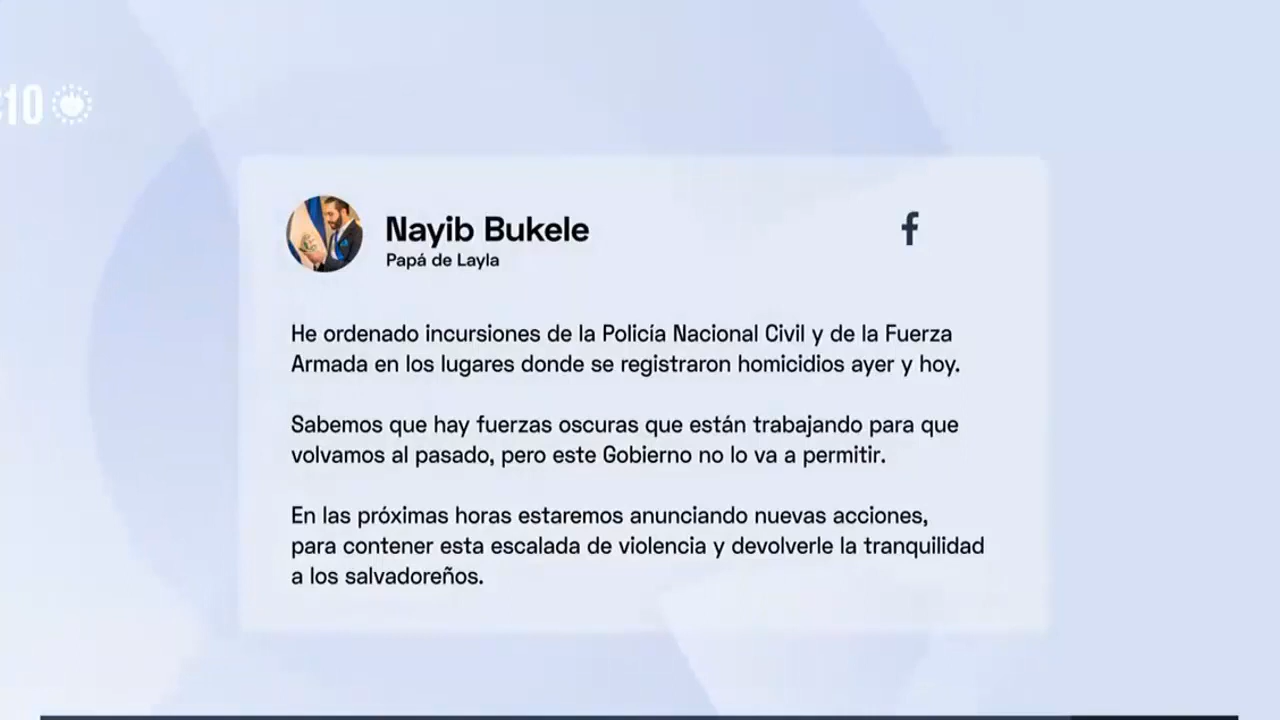 :10
Nayib Bukele
Papá de Layla
He ordenado incursiones de la Policía Nacional Civil y de la Fuerza
Armada en los lugares donde se registraron homicidios ayer y hoy.
Sabemos que hay fuerzas oscuras que están trabajando para que
volvamos al pasado, pero este Gobierno no lo va a permitir.
En las próximas horas estaremos anunciando nuevas acciones,
para contener esta escalada de violencia y devolverle la tranquilidad
a los salvadoreños.